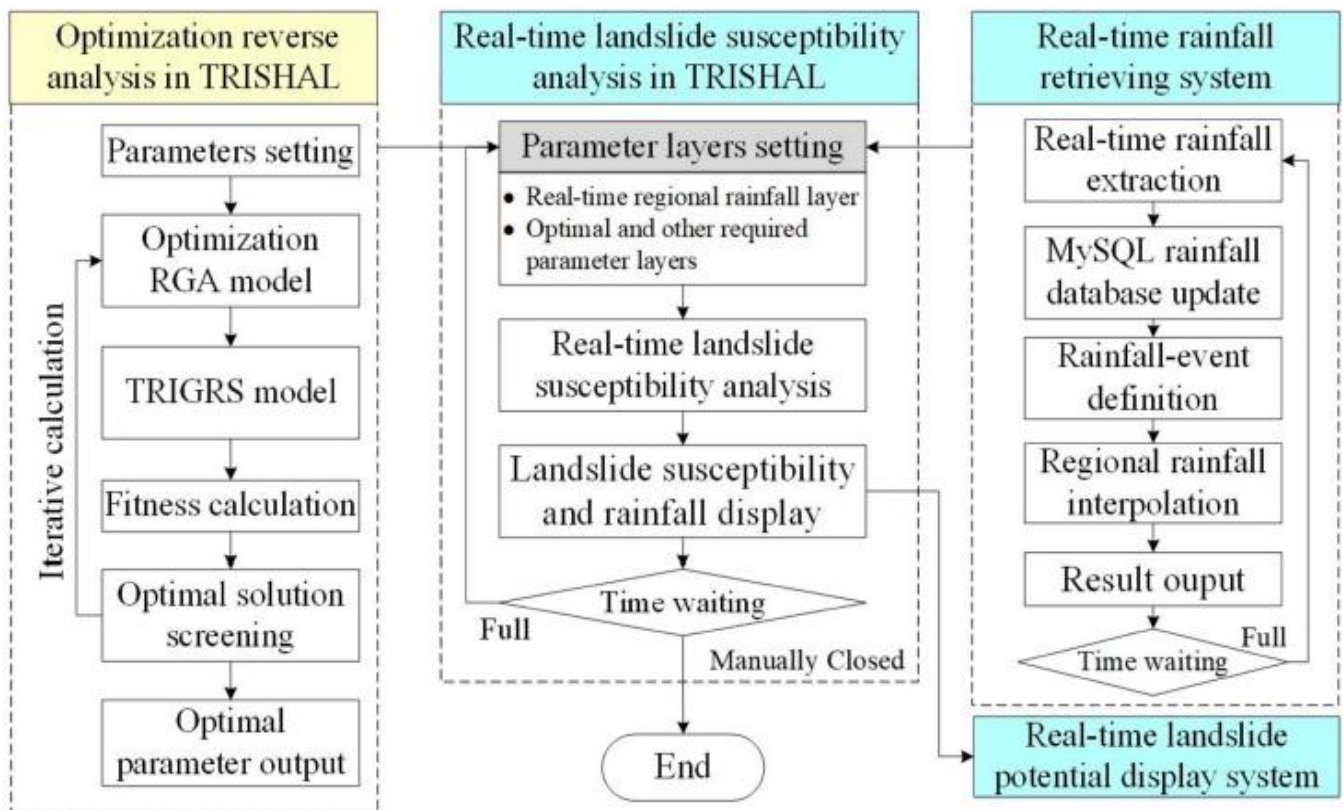 Optimization reverse
analysis in TRISHAL
Parameters setting
Optimization
RGA model
TRIGRS model
Fitness calculation
Optimal solution
screening
Optimal
parameter output
Iterative calculation
Real-time landslide susceptibility
analysis in TRISHAL
Parameter layers setting
● Real-time regional rainfall layer
● Optimal and other required
parameter layers
Real-time landslide
susceptibility analysis
Landslide susceptibility
and rainfall display
Time waiting
Full
Manually Closed
End
Real-time rainfall
retrieving system
Real-time rainfall
extraction
MySQL rainfall
database update
Rainfall-event
definition
Regional rainfall
interpolation
Result ouput
Time waiting
Full
Real-time landslide
potential display system